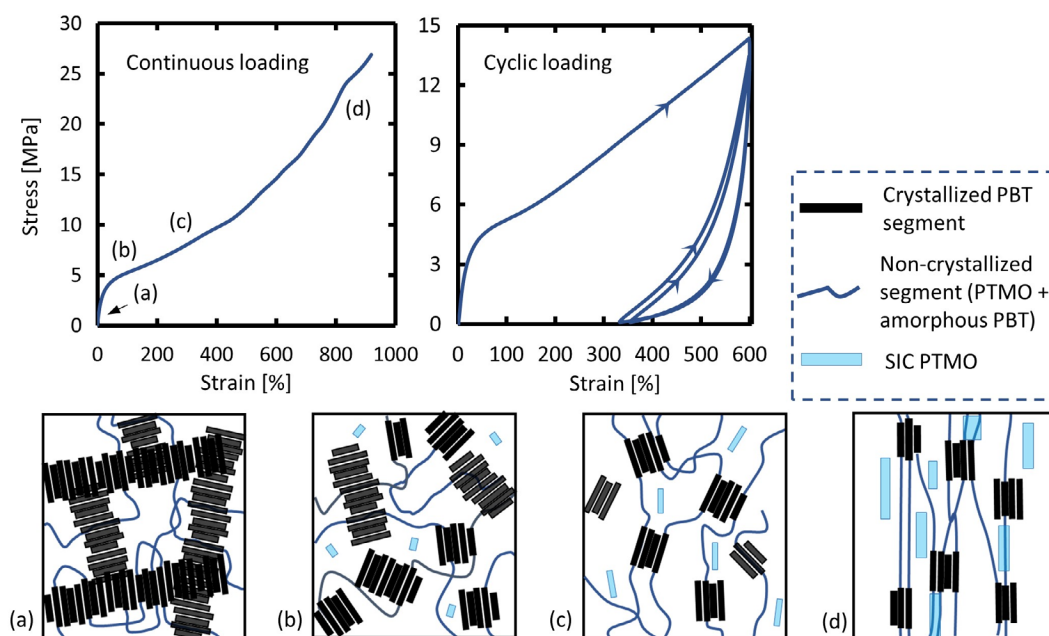 30
25
20
15
10
5
0
Stress [MPa]
Continuous loading
(a)
(b)
(c)
(d)
0 200 400 600 800 1000
Strain [%]
15
12
9
6
3
0
Cyclic loading
0 100 200 300 400 500 600
Strain [%]
Crystallized PBT
segment
Non-crystallized
segment (PTMO +
amorphous PBT)
SIC PTMO
(a)
(b)
(c)
(d)